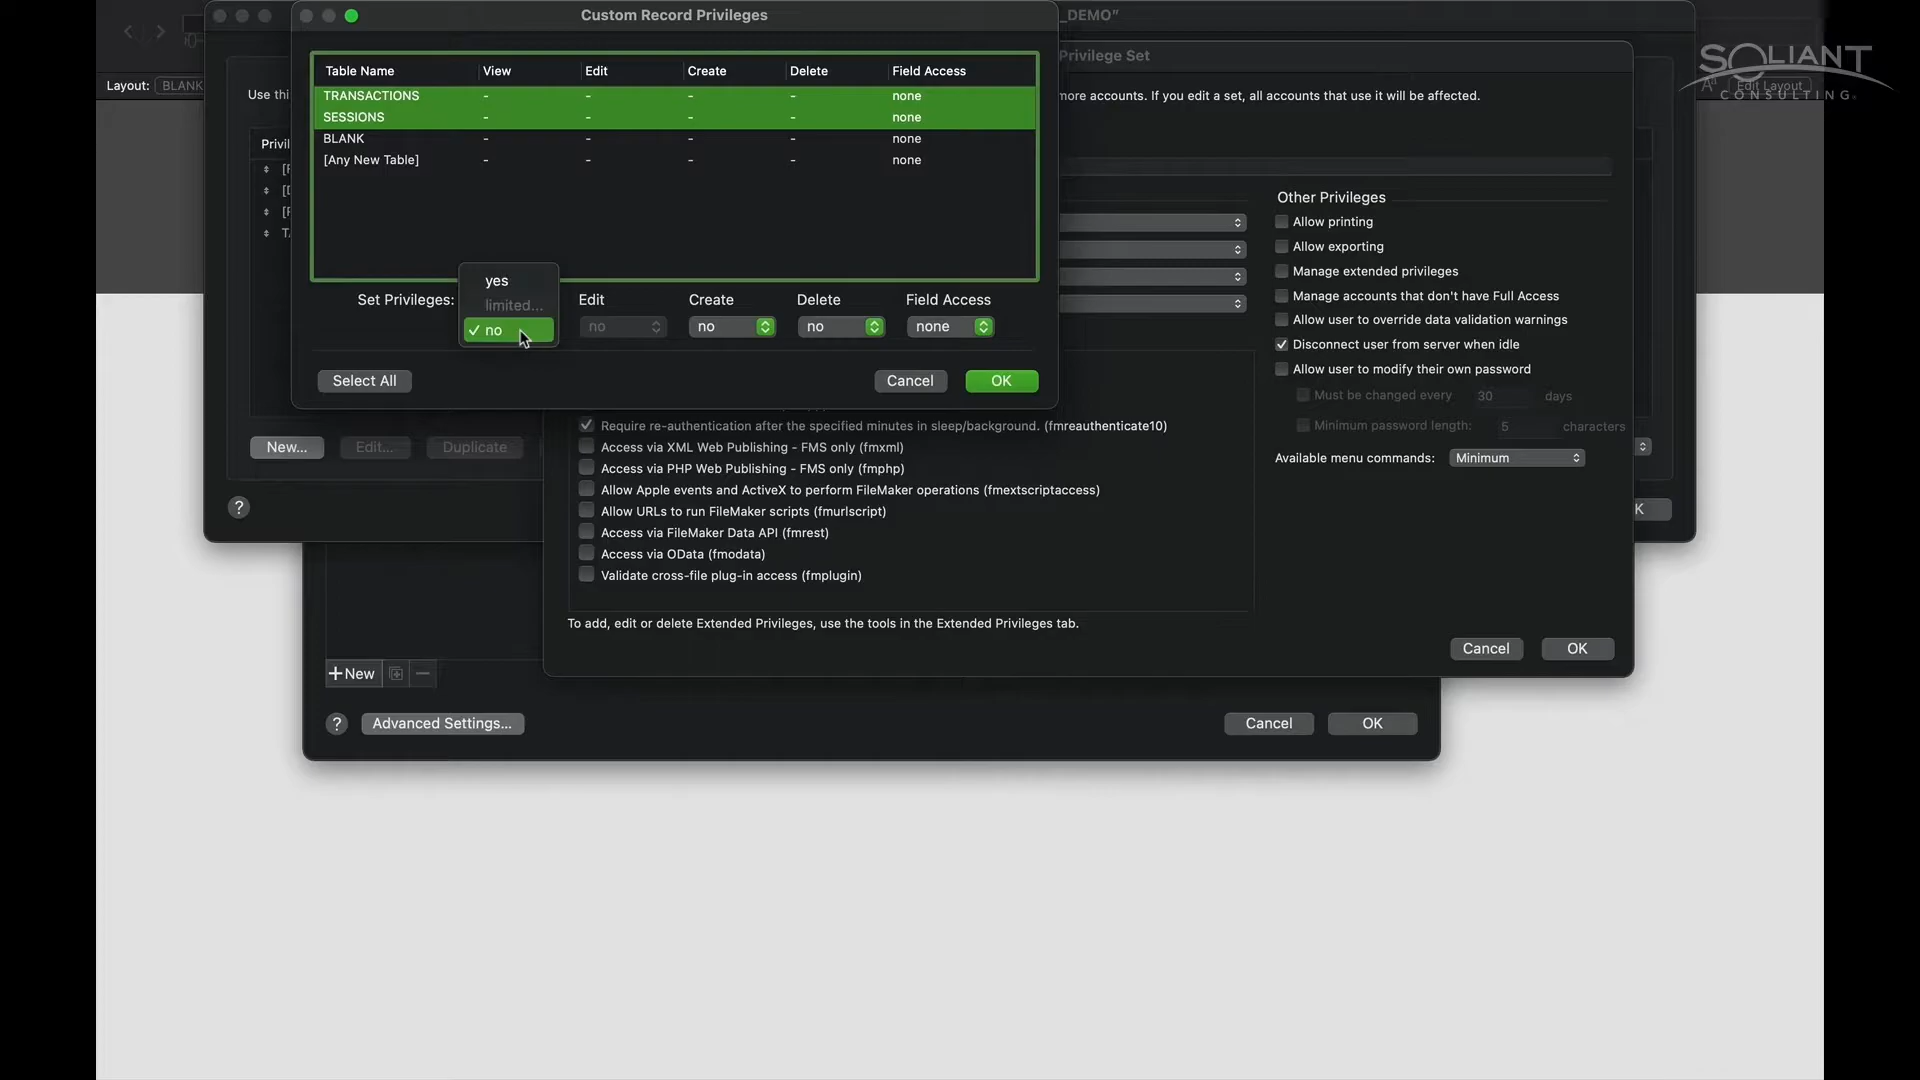 Custom Record Privileges
_DEMO"
Privilege Set
SOLIANT
CONSULTING
Layout:
BLANK
Edit Layout
Use thi
more accounts. If you edit a set, all accounts that use it will be affected.
Table Name View Edit Create Delete Field Access
TRANSACTIONS - - - - none
SESSIONS - - - - none
BLANK - - - - none
[Any New Table] - - - - none
Privil
yes
limited...
✓ no
Set Privileges: Edit Create Delete Field Access
no no no none
Select All Cancel OK
Other Privileges
Allow printing
Allow exporting
Manage extended privileges
Manage accounts that don't have Full Access
Allow user to override data validation warnings
Disconnect user from server when idle
Allow user to modify their own password
Must be changed every 30 days
Minimum password length: 5 characters
Available menu commands: Minimum
Require re-authentication after the specified minutes in sleep/background. (fmreauthenticate10)
Access via XML Web Publishing - FMS only (fmxml)
Access via PHP Web Publishing - FMS only (fmphp)
Allow Apple events and ActiveX to perform FileMaker operations (fmextscriptaccess)
Allow URLs to run FileMaker scripts (fmurlscript)
Access via FileMaker Data API (fmrest)
Access via OData (fmodata)
Validate cross-file plug-in access (fmplugin)
To add, edit or delete Extended Privileges, use the tools in the Extended Privileges tab.
Cancel OK
New... Edit... Duplicate
?
K
+New
? Advanced Settings... Cancel OK